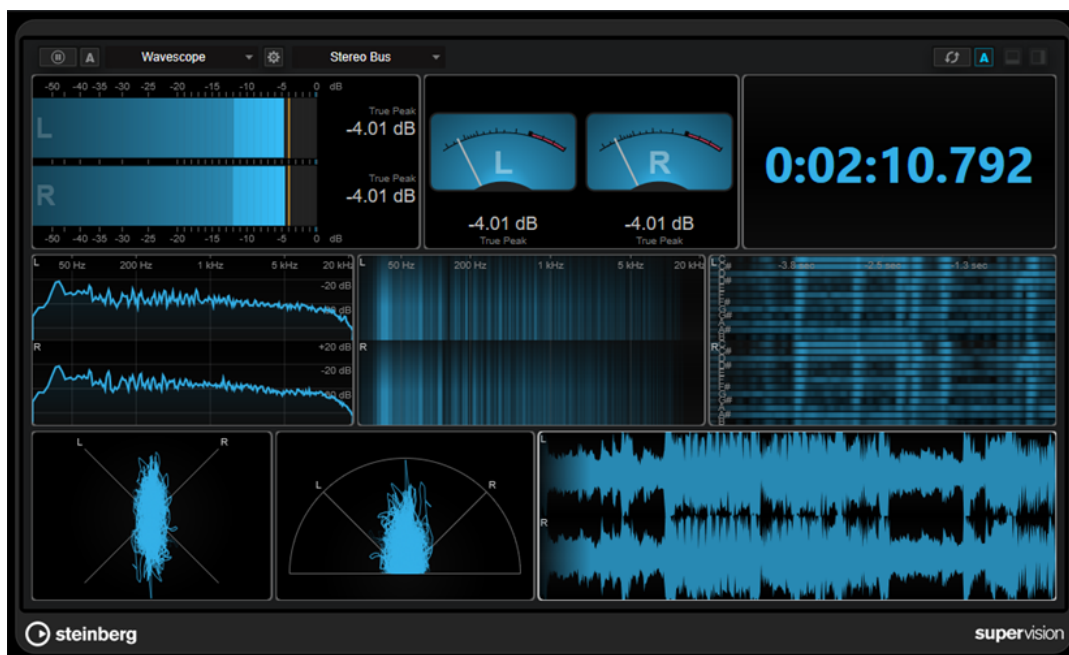 A Wavescope Stereo Bus A
-50 -40 -35 -30 -25 -20 -15 -10 -5 0 dB
L
True Peak
-4.01 dB
R
True Peak
-4.01 dB
-50 -40 -35 -30 -25 -20 -15 -10 -5 0 dB
L R
-4.01 dB -4.01 dB
True Peak True Peak
0:02:10.792
L 50 Hz 200 Hz 1 kHz 5 kHz 20 kHz
-20 dB
R +20 dB
-20 dB
L 50 Hz 200 Hz 1 kHz 5 kHz 20 kHz
R
L -3.8 sec -2.5 sec -1.3 sec
R
L R
L R
L
R
steinberg
supervision